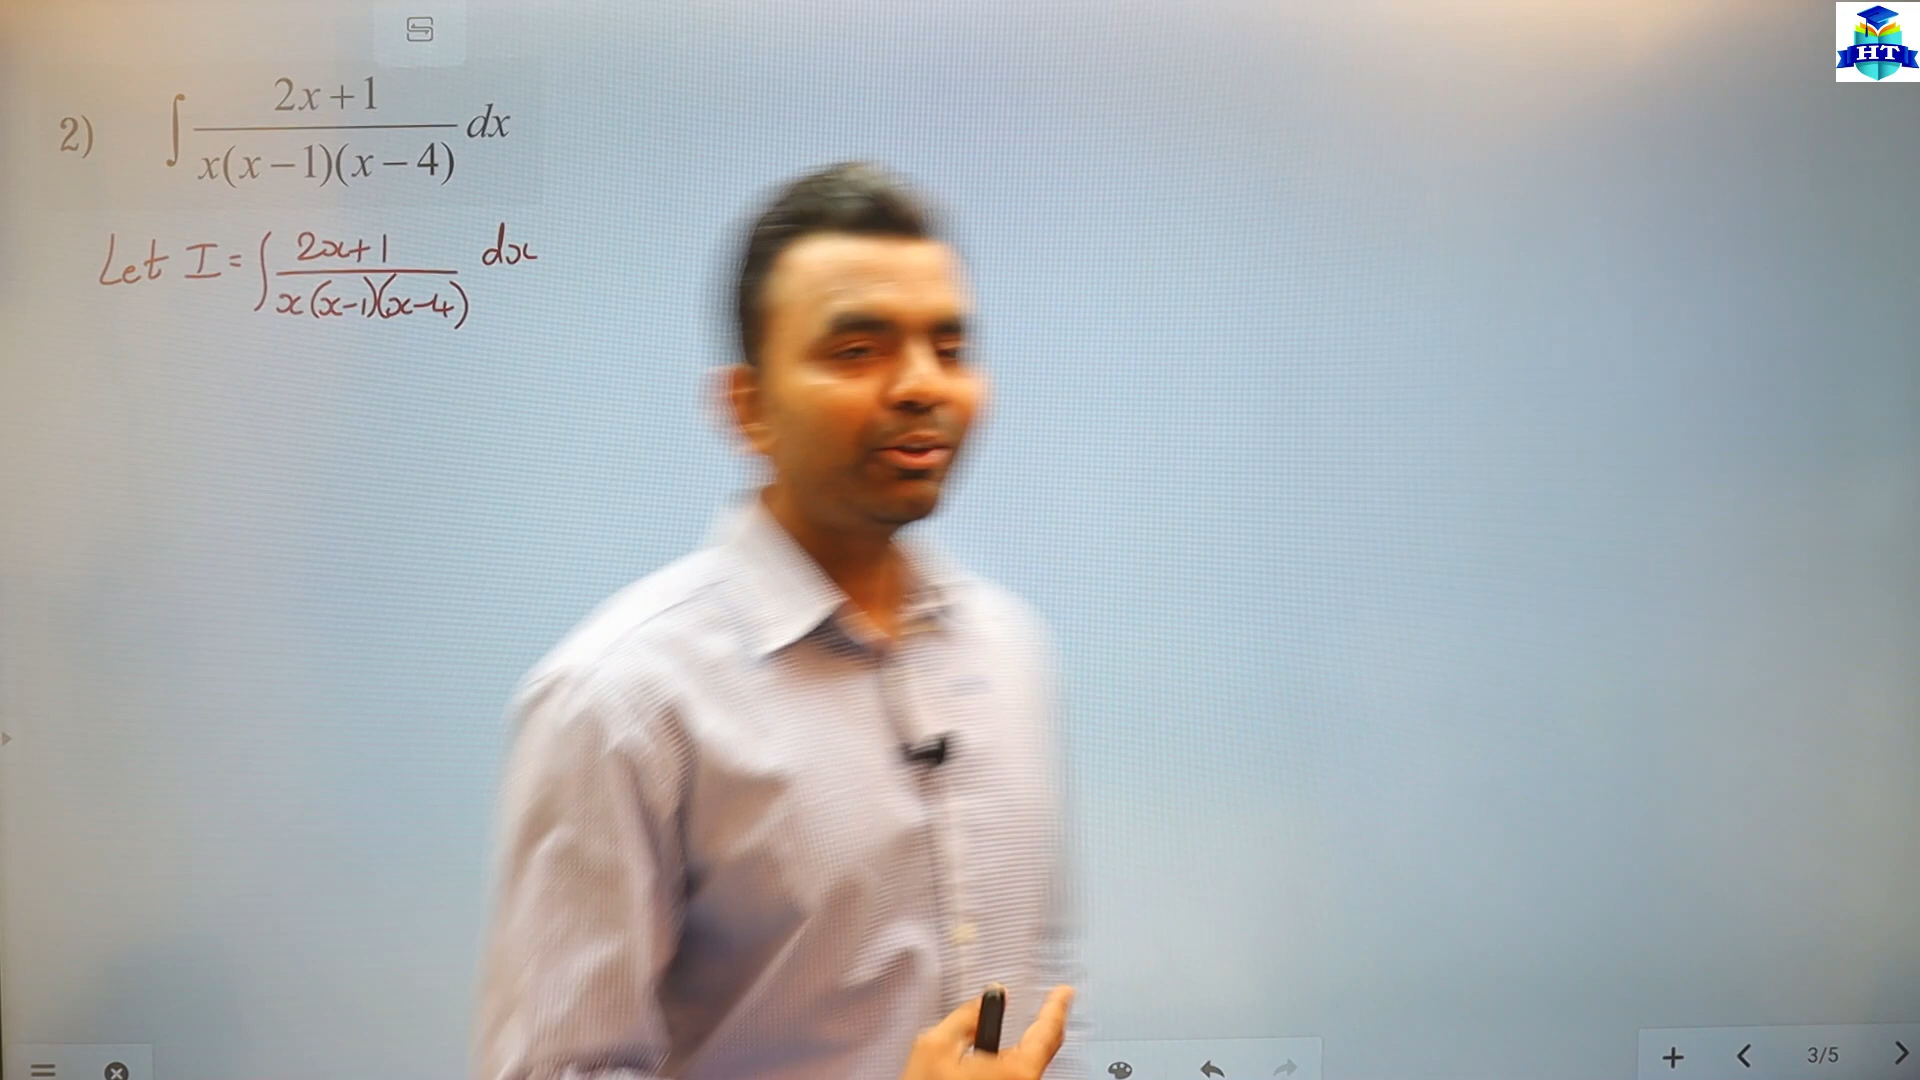 2) ∫ 2x+1 / x(x−1)(x−4) dx
Let I = ∫ 2x+1 / x(x-1)(x-4) dx
HT
3/5